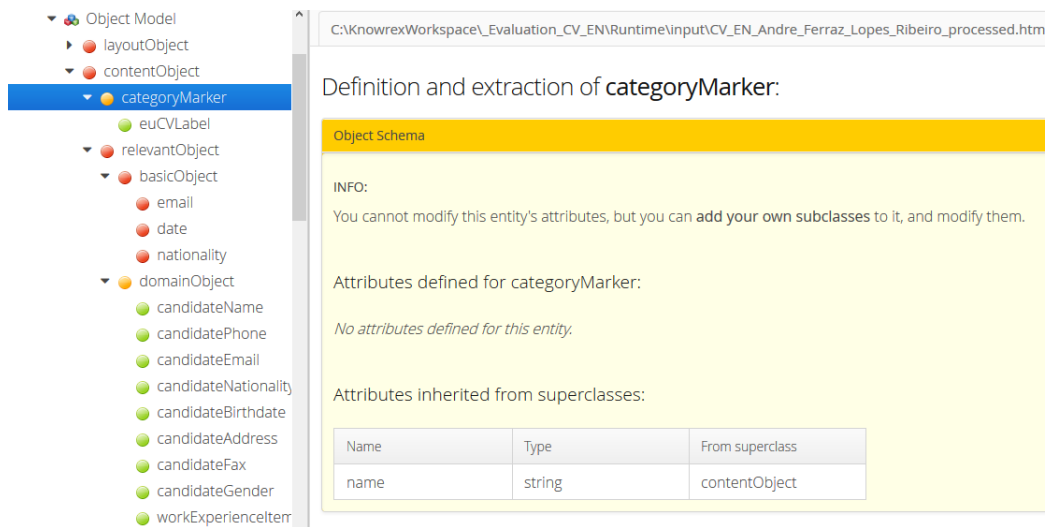 Object Model
layoutObject
contentObject
categoryMarker
euCVLabel
relevantObject
basicObject
email
date
nationality
domainObject
candidateName
candidatePhone
candidateEmail
candidateNationality
candidateBirthdate
candidateAddress
candidateFax
candidateGender
workExperienceItem
C:\KnowrexWorkspace\_Evaluation_CV_EN\Runtime\input\CV_EN_Andre_Ferraz_Lopes_Ribeiro_processed.htm
Definition and extraction of categoryMarker:
Object Schema
INFO:
You cannot modify this entity's attributes, but you can add your own subclasses to it, and modify them.
Attributes defined for categoryMarker:
No attributes defined for this entity.
Attributes inherited from superclasses:
Name Type From superclass
name string contentObject